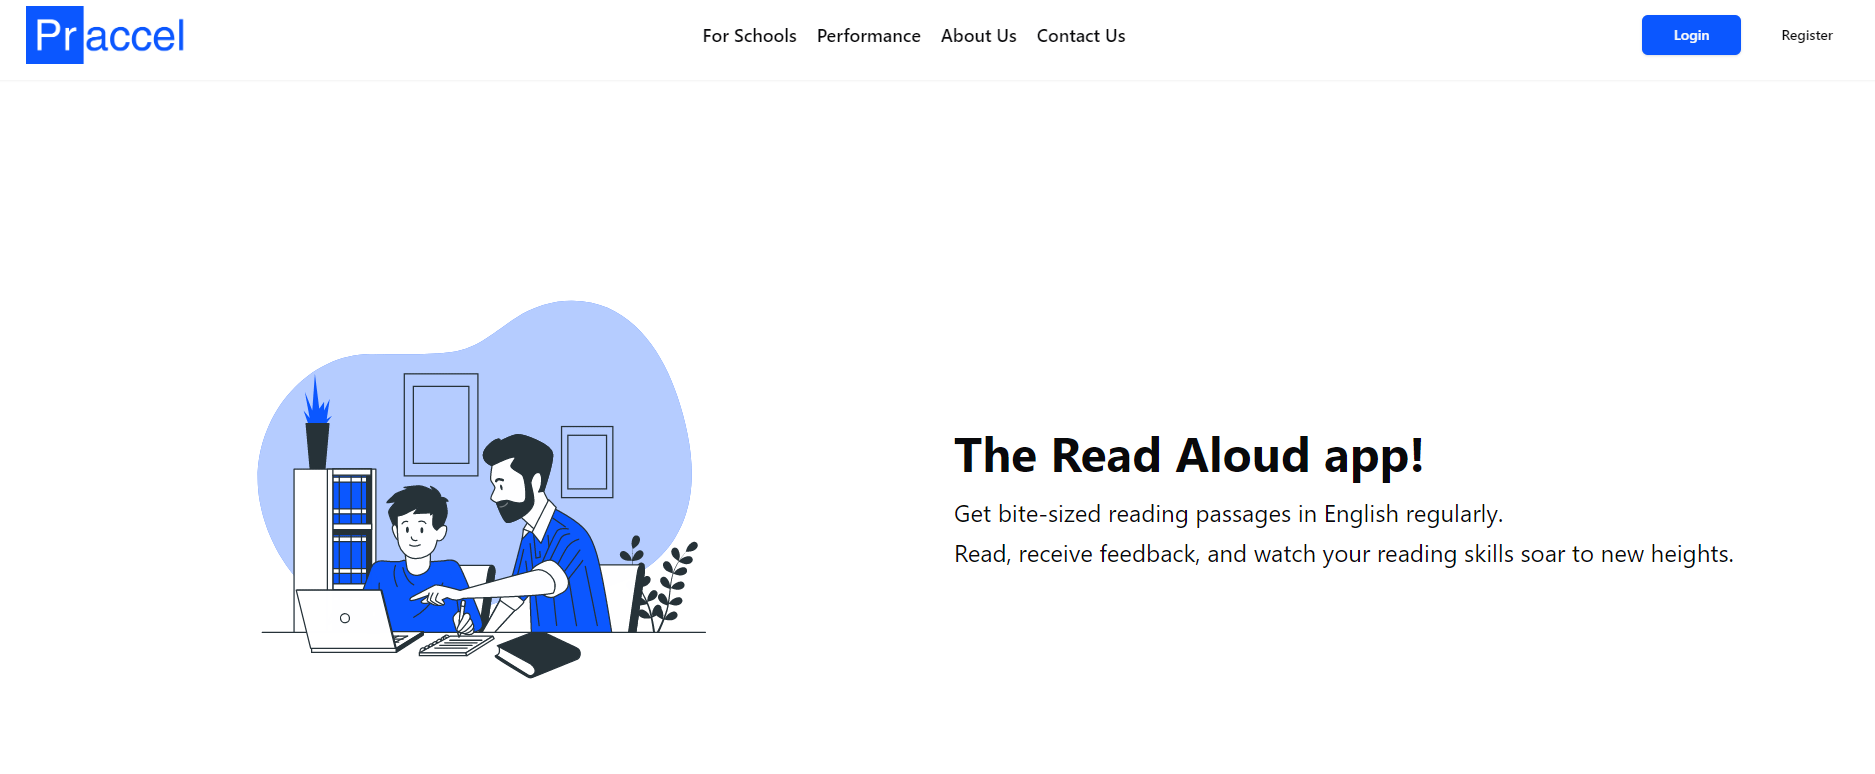 Praccel
For Schools Performance About Us Contact Us
Login Register
The Read Aloud app!
Get bite-sized reading passages in English regularly.
Read, receive feedback, and watch your reading skills soar to new heights.